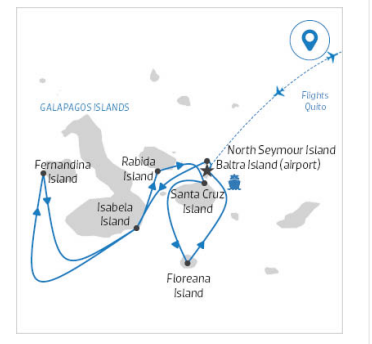 Flights
Quito
GALAPAGOS ISLANDS
North Seymour Island
Baltra Island (airport)
Fernandina
Island
Rabida
Island
Santa Cruz
Island
Isabela
Island
Floreana
Island